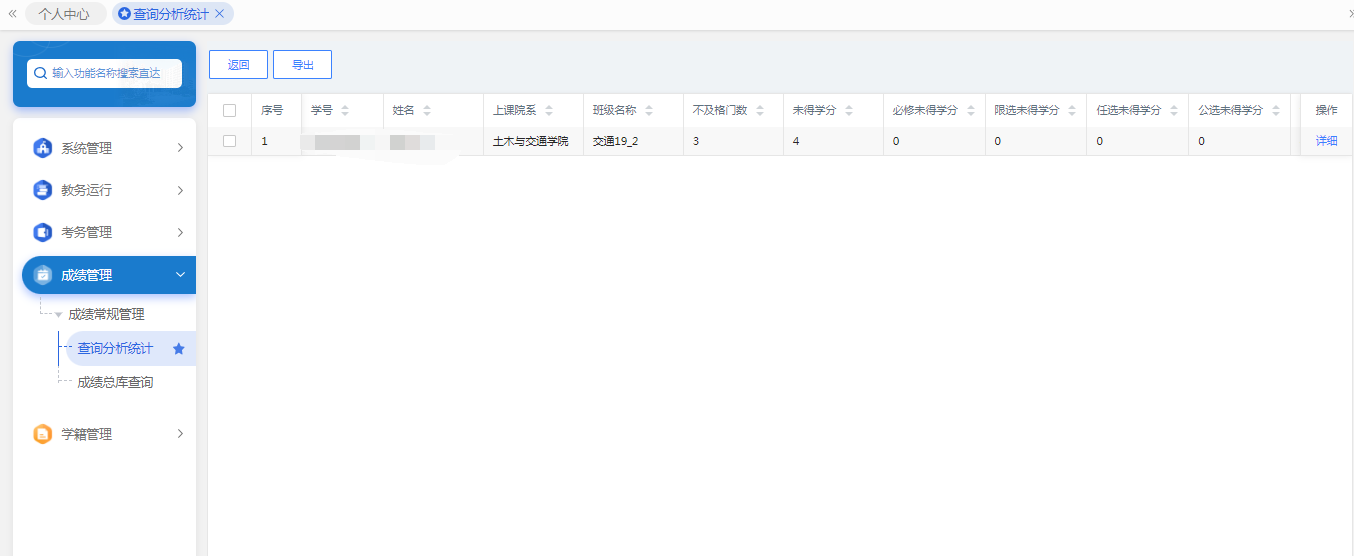 个人中心 查询分析统计
输入功能名称搜索直达
系统管理
教务运行
考务管理
成绩管理
成绩常规管理
查询分析统计
成绩总库查询
学籍管理
返回 导出
序号 学号 姓名 上课院系 班级名称 不及格门数 未得学分 必修未得学分 限选未得学分 任选未得学分 公选未得学分 操作
1 土木与交通学院 交通19_2 3 4 0 0 0 0 详细